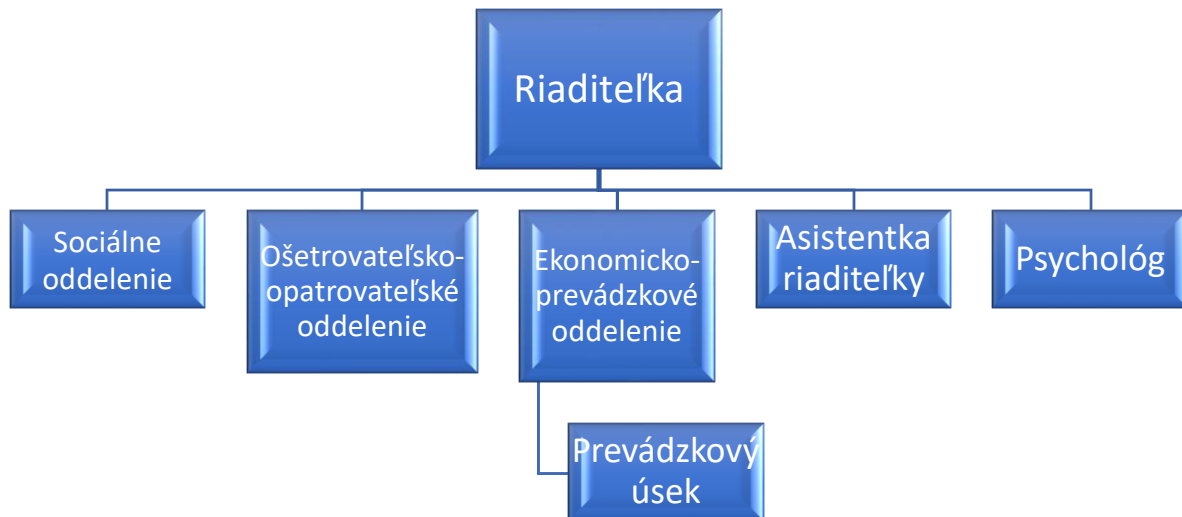 Riaditeľka
Sociálne
oddelenie
Ošetrovateľsko-
opatrovateľské
oddelenie
Ekonomicko-
prevádzkové
oddelenie
Asistentka
riaditeľky
Psychológ
Prevádzkový
úsek